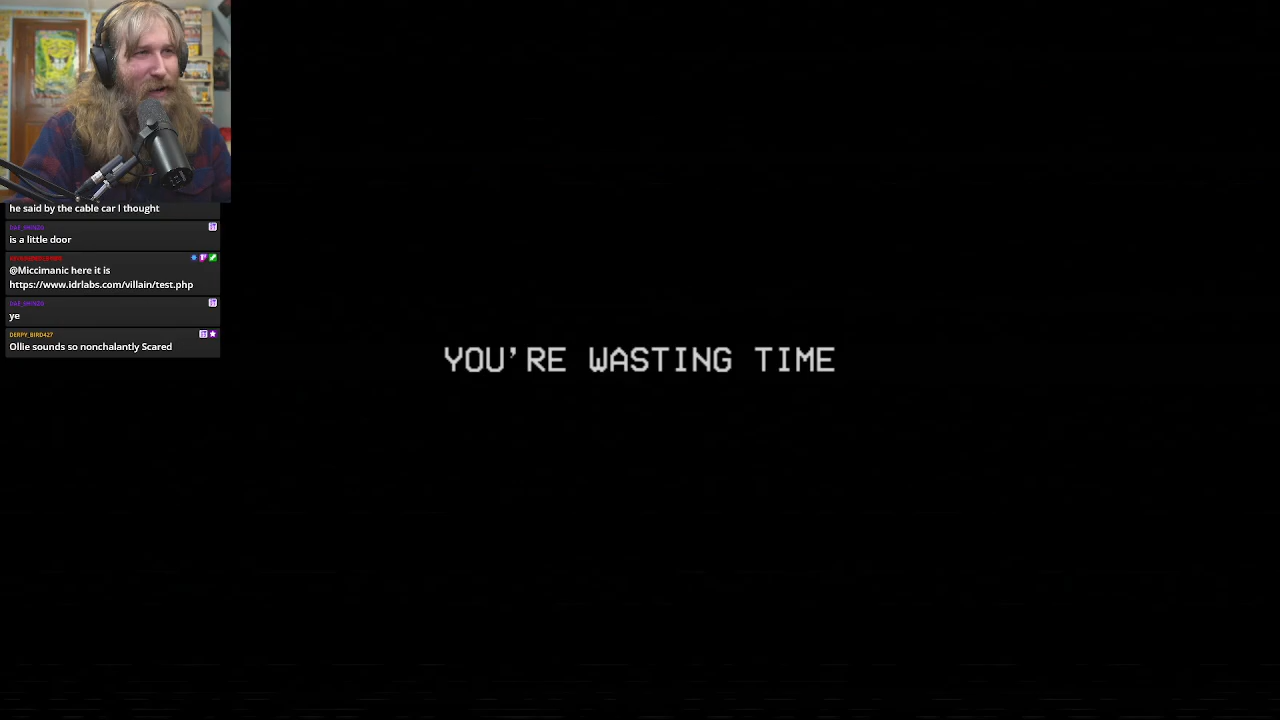 he said by the cable car I thought
is a little door
@Miccimanic here it is
https://www.idrlabs.com/villain/test.php
ye
DERPY_BIRD427
Ollie sounds so nonchalantly Scared
YOU'RE WASTING TIME